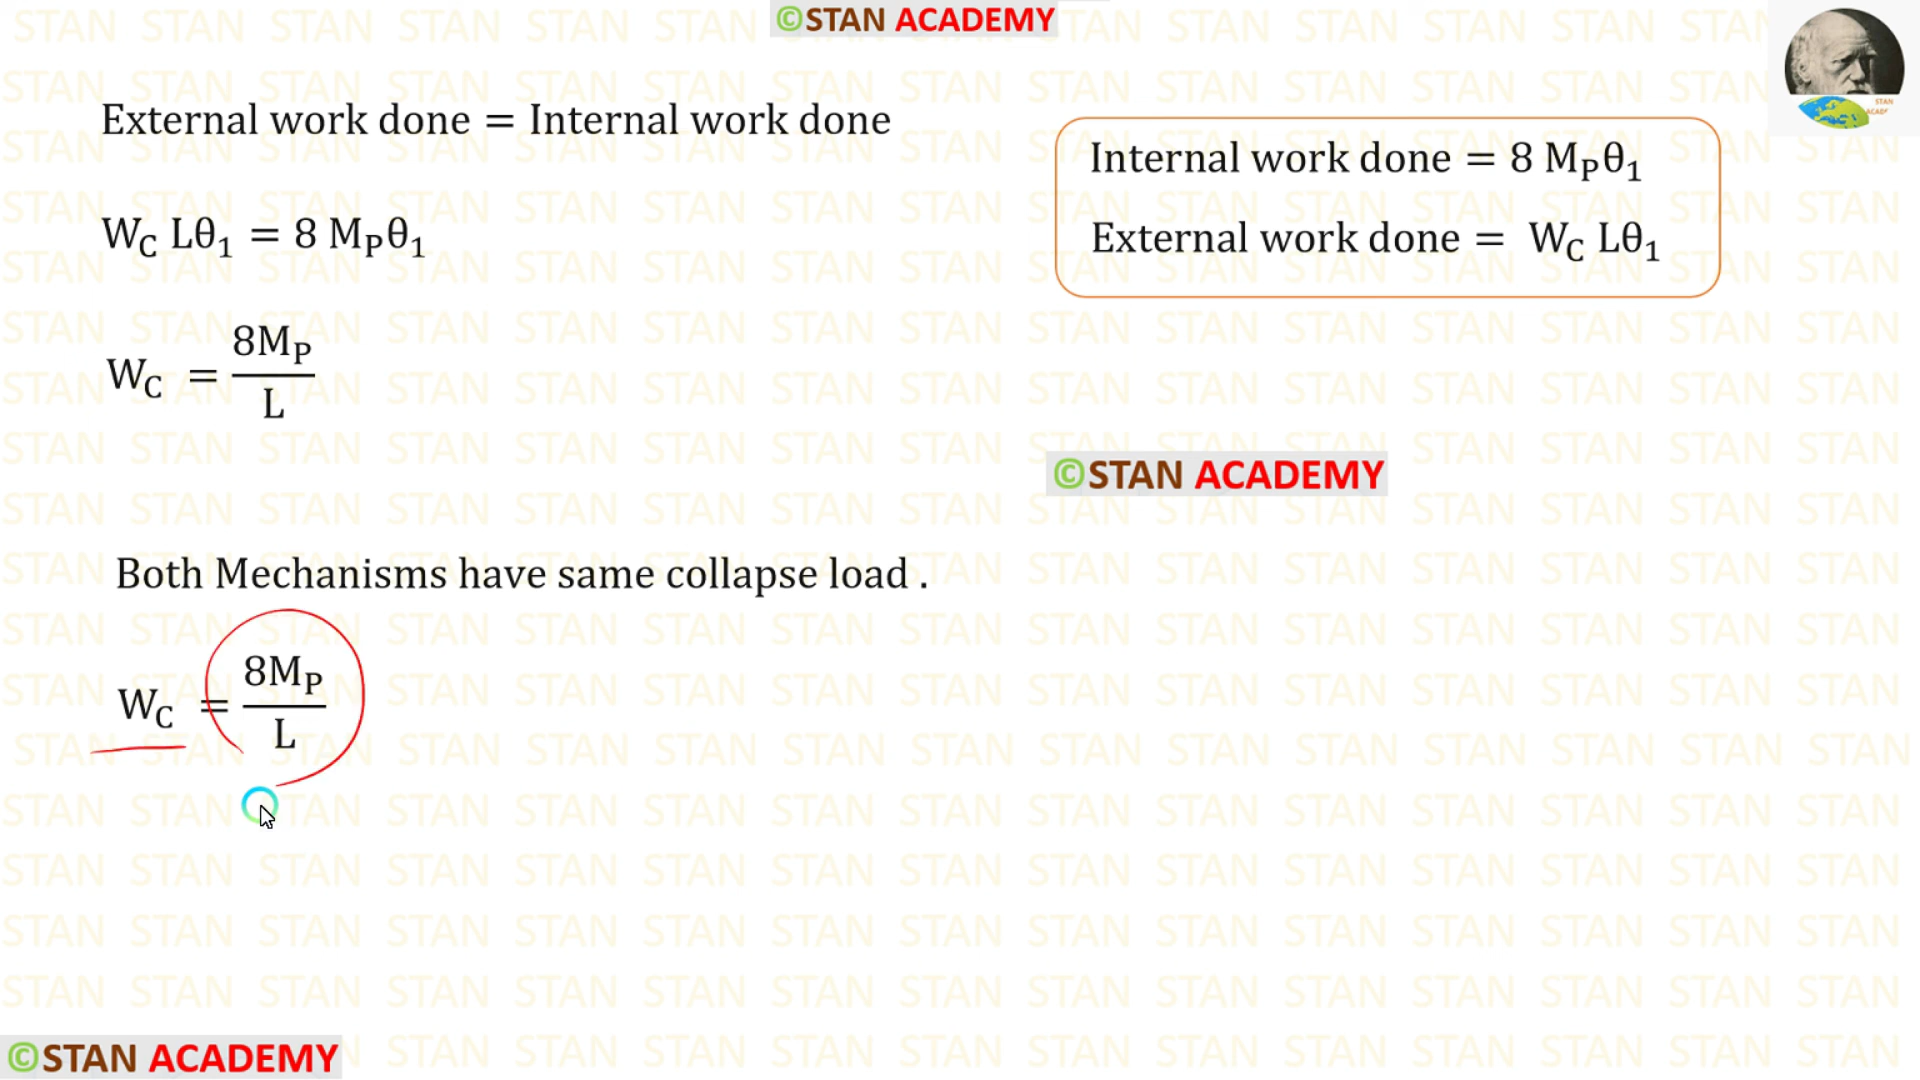 ©STAN ACADEMY
External work done = Internal work done
Internal work done = 8 M_Pθ_1
W_C Lθ_1 = 8 M_Pθ_1
External work done = W_C Lθ_1
W_C = 8M_P / L
©STAN ACADEMY
Both Mechanisms have same collapse load .
W_C = 8M_P / L
©STAN ACADEMY